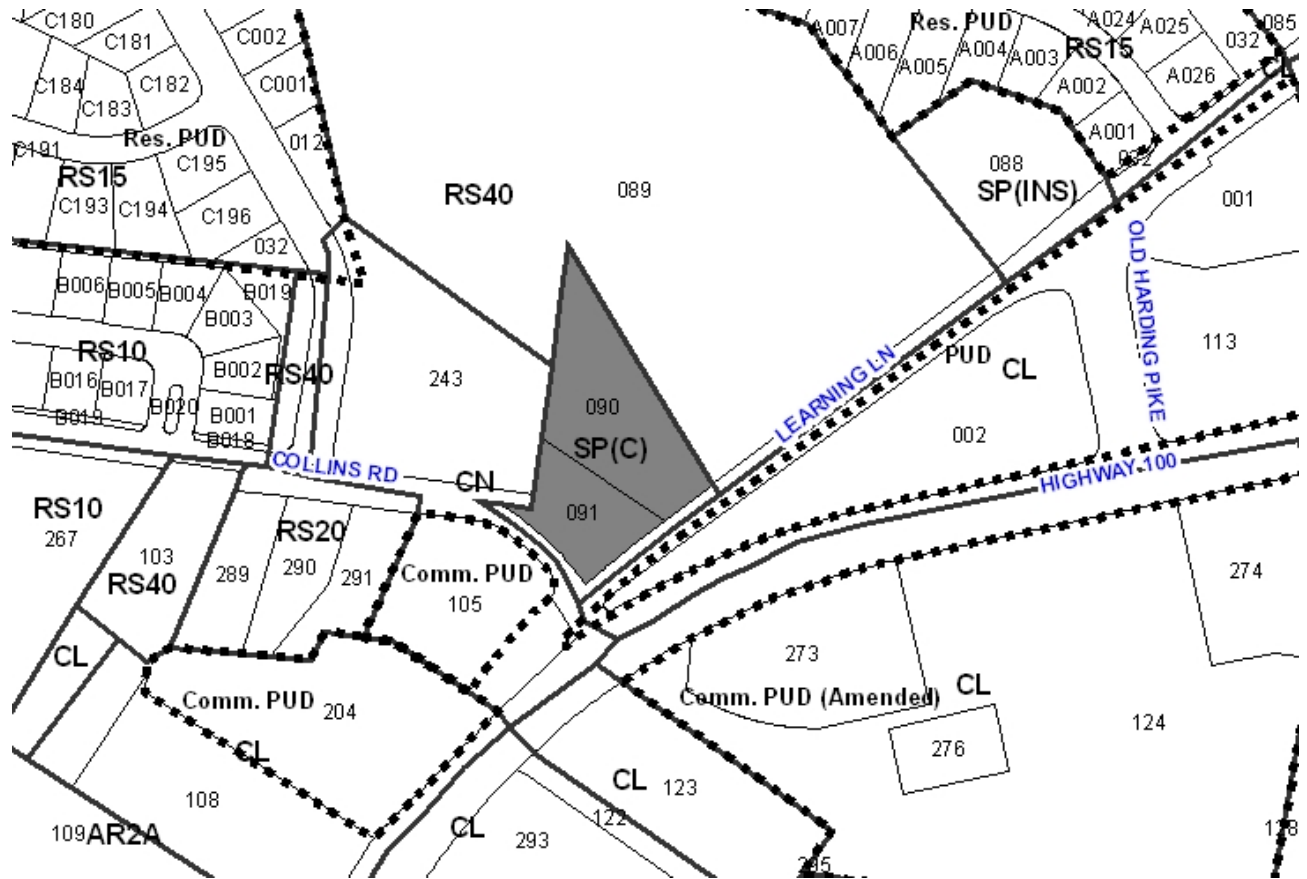 C180
C181
C002
A007
Res. PUD
A024
085
A006
A004
A025
032
A003
RS15
C184
C182
C001
A005
A002
A026
CL
C183
Res. PUD
012
A001
C191
C195
088
RS15
RS40
089
SP(INS)
001
C193
C194
C196
032
OLD HARDING PIKE
B006
B005
B004
B019
B003
113
RS10
PUD
CL
B002
RS40
243
LEARNING LN
B016
B017
090
B020
B001
002
B018
SP(C)
COLLINS RD
CN
HIGHWAY 100
RS10
267
091
RS20
103
290
289
291
Comm. PUD
274
RS40
105
CL
273
Comm. PUD
204
Comm. PUD (Amended)
CL
124
CL
276
CL
123
108
122
CL
109
AR2A
293